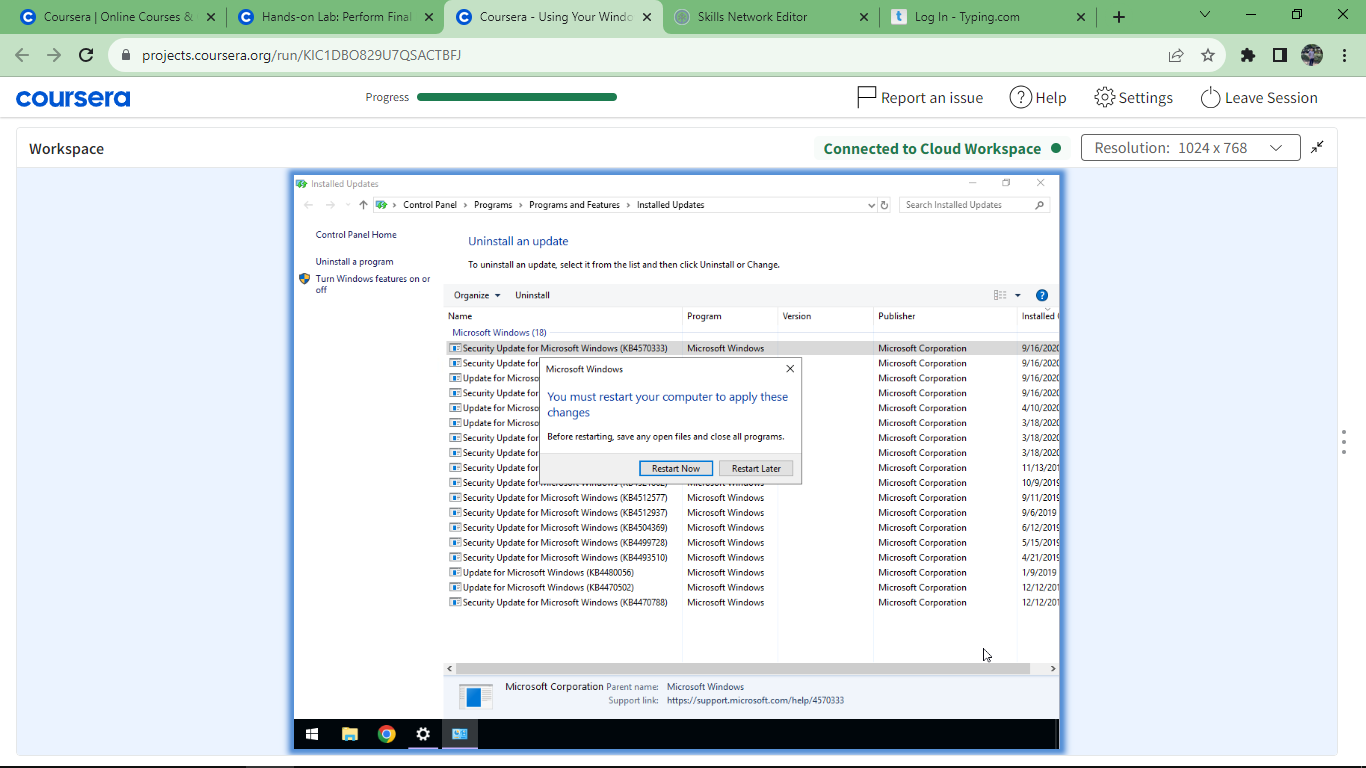 Coursera | Online Courses &
Hands-on Lab: Perform Final
Coursera - Using Your Windo
Skills Network Editor
Log In - Typing.com
projects.coursera.org/run/KIC1DBO829U7QSACTBFJ
coursera
Progress
Report an issue
Help
Settings
Leave Session
Workspace
Connected to Cloud Workspace
Resolution: 1024 x 768
Installed Updates
Control Panel > Programs > Programs and Features > Installed Updates
Search Installed Updates
Control Panel Home
Uninstall a program
Turn Windows features on or
off
Uninstall an update
To uninstall an update, select it from the list and then click Uninstall or Change.
Organize Uninstall
Name Program Version Publisher Installed
Microsoft Windows (18)
Security Update for Microsoft Windows (KB4570333) Microsoft Windows Microsoft Corporation 9/16/2020
Security Update for Microsoft Corporation 9/16/2020
Update for Microso Microsoft Corporation 9/16/2020
Security Update for Microsoft Corporation 9/16/2020
Update for Microso Microsoft Corporation 4/10/2020
Update for Microso Microsoft Corporation 3/18/2020
Security Update for Microsoft Corporation 3/18/2020
Security Update for Microsoft Corporation 3/18/2020
Security Update for Microsoft Corporation 11/13/201
Security Update for Microsoft Corporation 10/9/2019
Security Update for Microsoft Windows (KB4512577) Microsoft Windows Microsoft Corporation 9/11/2019
Security Update for Microsoft Windows (KB4512937) Microsoft Windows Microsoft Corporation 9/6/2019
Security Update for Microsoft Windows (KB4504369) Microsoft Windows Microsoft Corporation 6/12/2019
Security Update for Microsoft Windows (KB4499728) Microsoft Windows Microsoft Corporation 5/15/2019
Security Update for Microsoft Windows (KB4493510) Microsoft Windows Microsoft Corporation 4/21/2019
Update for Microsoft Windows (KB4480056) Microsoft Windows Microsoft Corporation 1/9/2019
Update for Microsoft Windows (KB4470502) Microsoft Windows Microsoft Corporation 12/12/201
Security Update for Microsoft Windows (KB4470788) Microsoft Windows Microsoft Corporation 12/12/201
Microsoft Windows
You must restart your computer to apply these
changes
Before restarting, save any open files and close all programs.
Restart Now
Restart Later
Microsoft Corporation Parent name: Microsoft Windows
Support link: https://support.microsoft.com/help/4570333